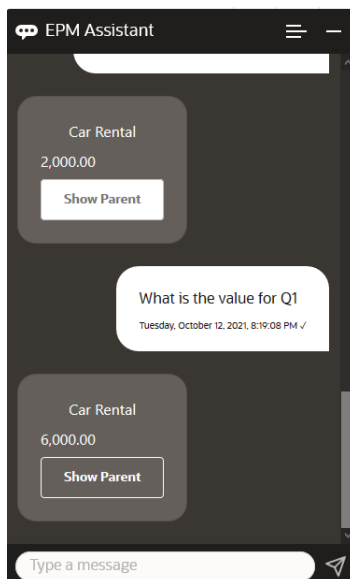 EPM Assistant
Car Rental
2,000.00
Show Parent
What is the value for Q1
Tuesday, October 12, 2021, 8:19:08 PM ✓
Car Rental
6,000.00
Show Parent
Type a message